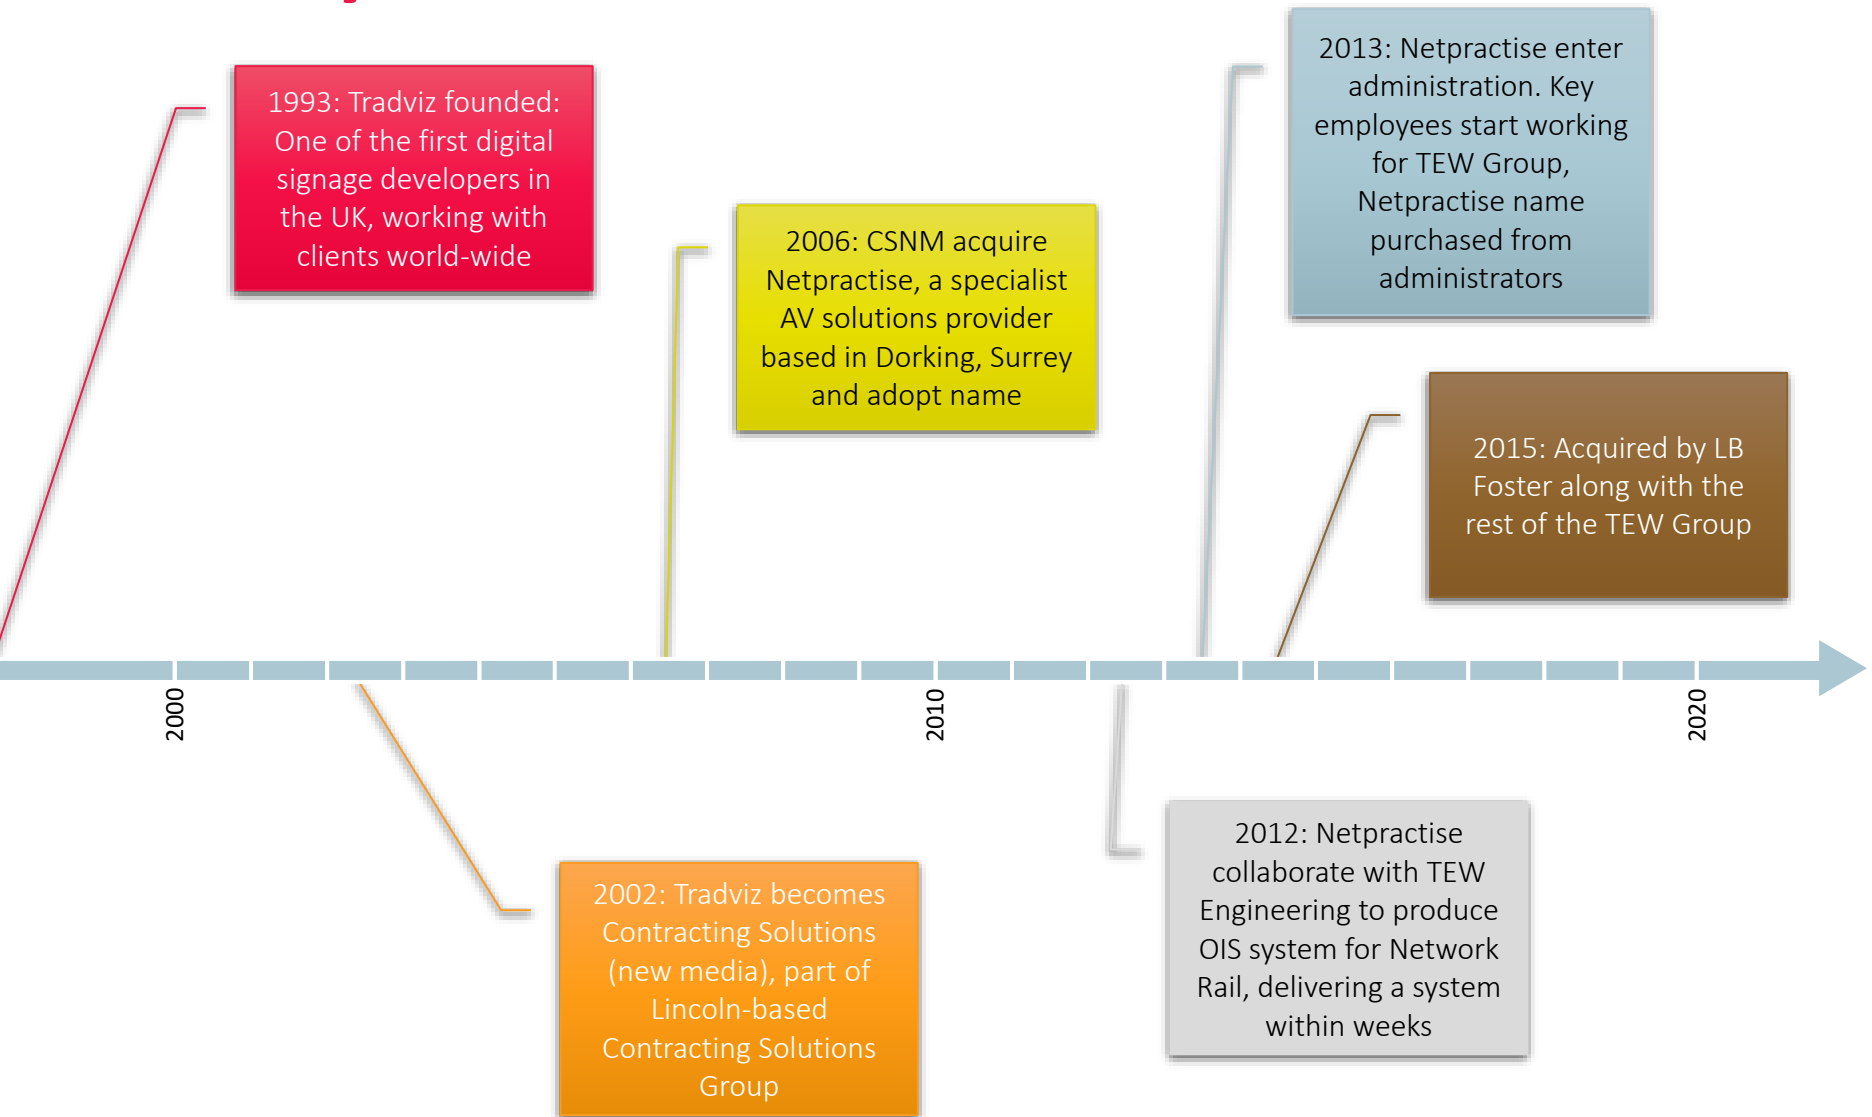 1993: Tradviz founded:
One of the first digital
signage developers in
the UK, working with
clients world-wide
2006: CSNM acquire
Netpractise, a specialist
AV solutions provider
based in Dorking, Surrey
and adopt name
2013: Netpractise enter
administration. Key
employees start working
for TEW Group,
Netpractise name
purchased from
administrators
2015: Acquired by LB
Foster along with the
rest of the TEW Group
2000
2010
2020
2002: Tradviz becomes
Contracting Solutions
(new media), part of
Lincoln-based
Contracting Solutions
Group
2012: Netpractise
collaborate with TEW
Engineering to produce
OIS system for Network
Rail, delivering a system
within weeks